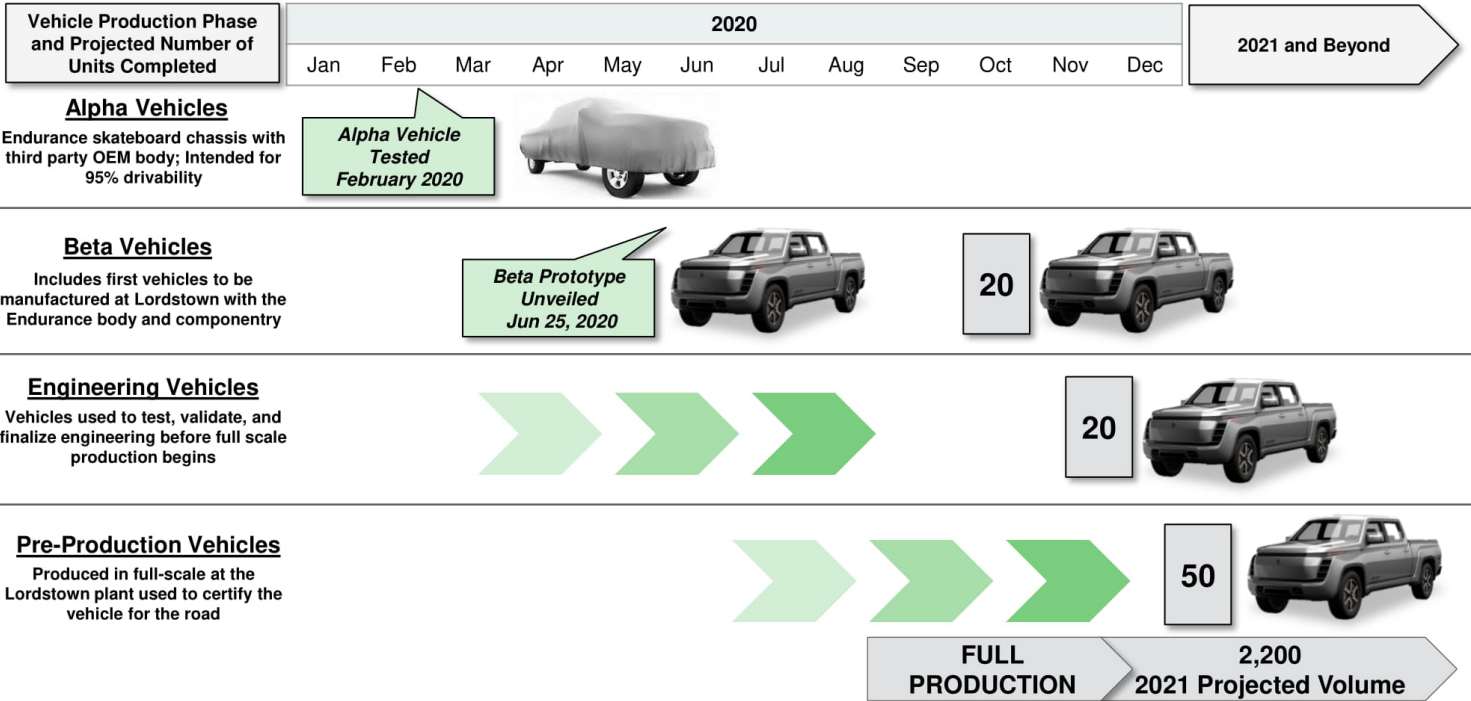 Vehicle Production Phase
and Projected Number of
Units Completed
2020
Jan Feb Mar Apr May Jun Jul Aug Sep Oct Nov Dec
2021 and Beyond
Alpha Vehicles
Endurance skateboard chassis with
third party OEM body; Intended for
95% drivability
Alpha Vehicle
Tested
February 2020
Beta Vehicles
Includes first vehicles to be
manufactured at Lordstown with the
Endurance body and componentry
Beta Prototype
Unveiled
Jun 25, 2020
20
Engineering Vehicles
Vehicles used to test, validate, and
finalize engineering before full scale
production begins
20
Pre-Production Vehicles
Produced in full-scale at the
Lordstown plant used to certify the
vehicle for the road
50
FULL
PRODUCTION
2,200
2021 Projected Volume